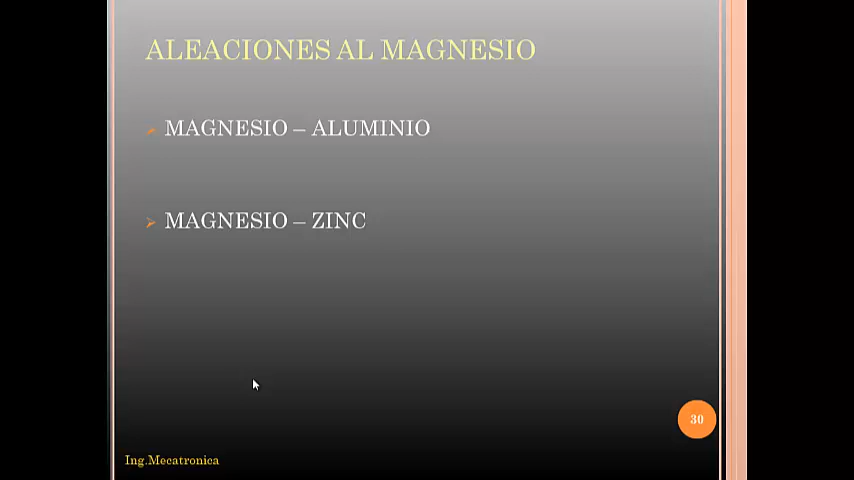 ALEACIONES AL MAGNESIO
MAGNESIO – ALUMINIO
MAGNESIO – ZINC
30
Ing.Mecatronica